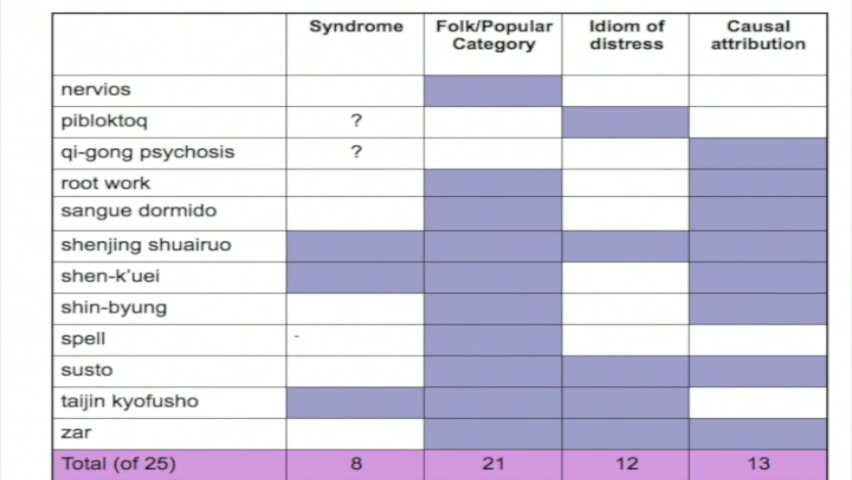 Syndrome Folk/Popular Category Idiom of distress Causal attribution
nervios
pibloktoq ?
qi-gong psychosis ?
root work
sangue dormido
shenjing shuairuo
shen-k'uei
shin-byung
spell -
susto
taijin kyofusho
zar
Total (of 25) 8 21 12 13